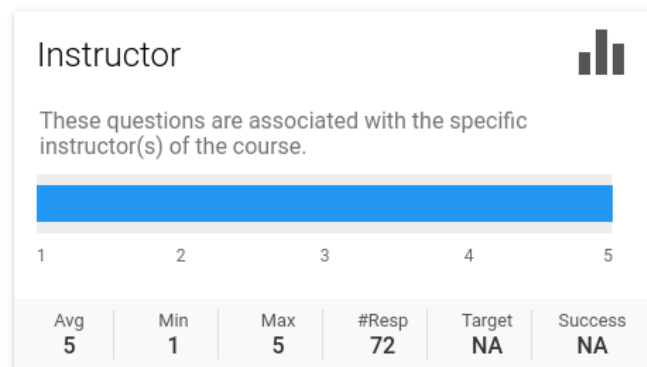 Instructor
These questions are associated with the specific
instructor(s) of the course.
1 2 3 4 5
Avg Min Max #Resp Target Success
5 1 5 72 NA NA